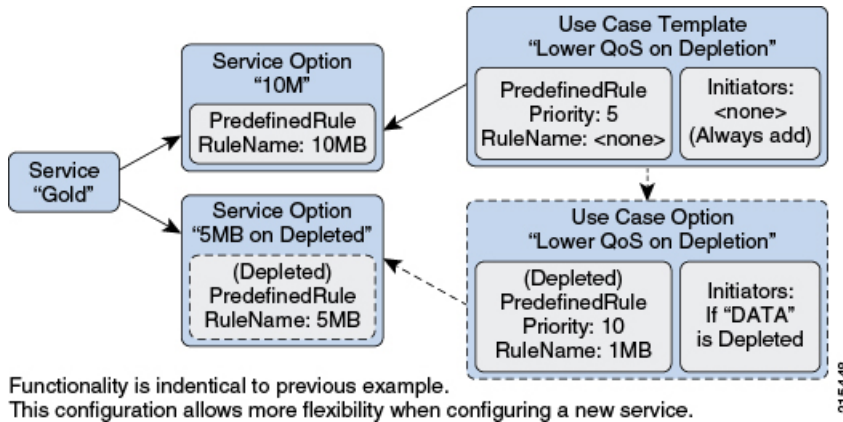 Service Option
“10M”
PredefinedRule
RuleName: 10MB
Service
“Gold”
Service Option
“5MB on Depleted”
(Depleted)
PredefinedRule
RuleName: 5MB
Use Case Template
“Lower QoS on Depletion”
PredefinedRule
Priority: 5
RuleName: <none>
Initiators:
<none>
(Always add)
Use Case Option
“Lower QoS on Depletion”
(Depleted)
PredefinedRule
Priority: 10
RuleName: 1MB
Initiators:
If “DATA”
is Depleted
Functionality is indentical to previous example.
This configuration allows more flexibility when configuring a new service.